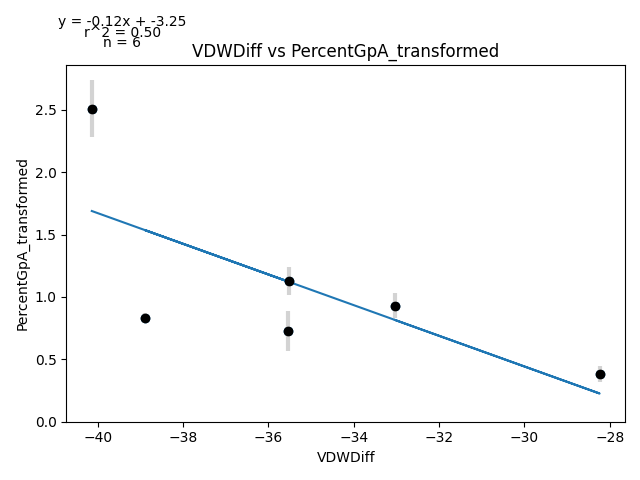 y = -0.12x + -3.25
r^2 = 0.50
n = 6
VDWDiff vs PercentGpA_transformed
PercentGpA_transformed
2.5
2.0
1.5
1.0
0.5
0.0
−40
−38
−36
−34
−32
−30
−28
VDWDiff